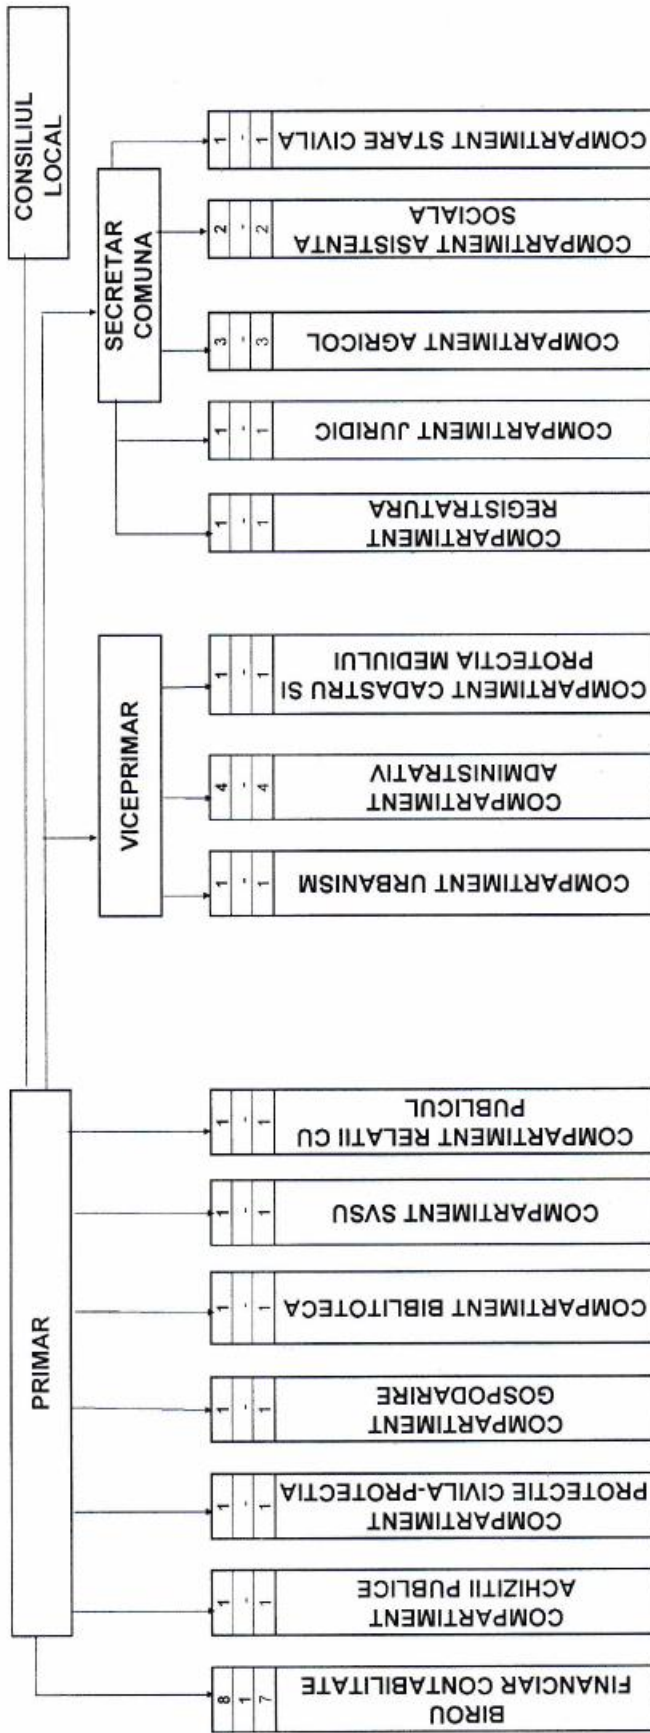 CONSILIUL
LOCAL
PRIMAR
VICEPRIMAR
SECRETAR
COMUNA
8
1
7
BIROU
FINANCIAR CONTABILITATE
1
-
1
COMPARTIMENT
ACHIZITII PUBLICE
1
-
1
COMPARTIMENT
PROTECTIE CIVILA-PROTECTIA
1
-
1
COMPARTIMENT
GOSPODARIRE
1
-
1
COMPARTIMENT BIBLITOTECA
1
-
1
COMPARTIMENT SVSU
1
-
1
COMPARTIMENT RELATII CU
PUBLICUL
1
-
1
COMPARTIMENT URBANISM
4
-
4
COMPARTIMENT
ADMINISTRATIV
1
-
1
COMPARTIMENT CADASTRU SI
PROTECTIA MEDIULUI
1
-
1
COMPARTIMENT
REGISTRATURA
1
-
1
COMPARTIMENT JURIDIC
3
-
3
COMPARTIMENT AGRICOL
2
-
2
COMPARTIMENT ASISTENTA
SOCIALA
1
-
1
COMPARTIMENT STARE CIVILA